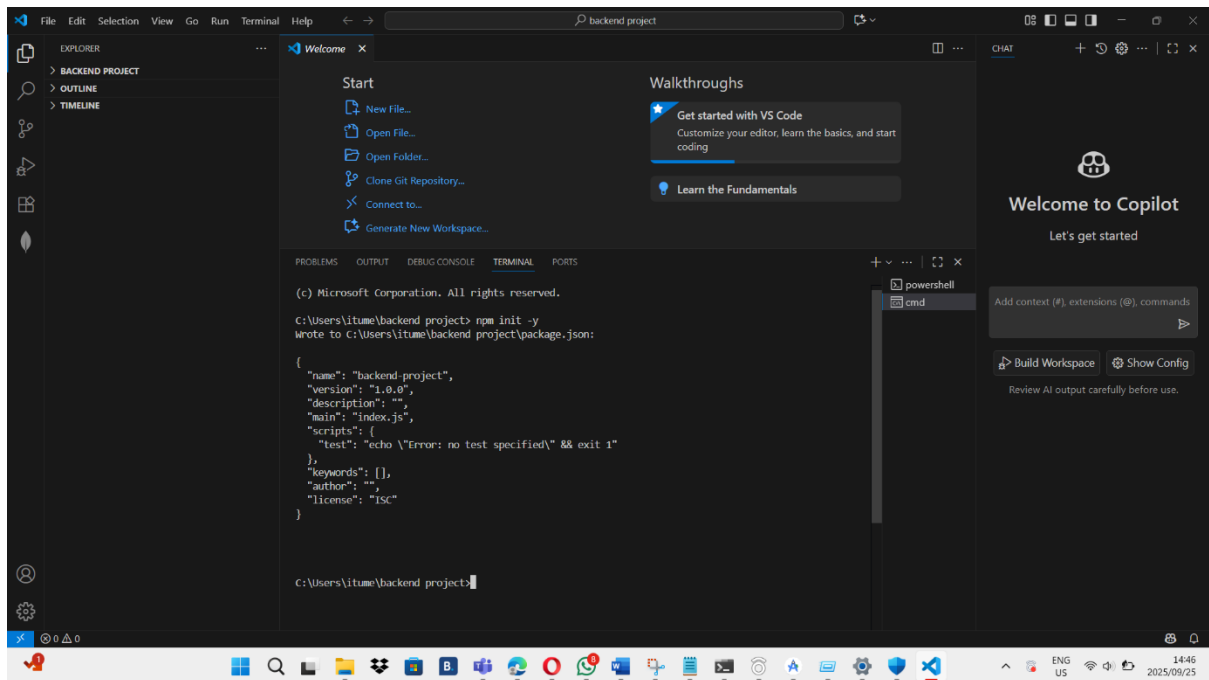 File Edit Selection View Go Run Terminal Help
backend project
EXPLORER
BACKEND PROJECT
OUTLINE
TIMELINE
Welcome
Start
New File...
Open File...
Open Folder...
Clone Git Repository...
Connect to...
Generate New Workspace...
Walkthroughs
Get started with VS Code
Customize your editor, learn the basics, and start
coding
Learn the Fundamentals
PROBLEMS OUTPUT DEBUG CONSOLE TERMINAL PORTS
powershell
cmd
(c) Microsoft Corporation. All rights reserved.
C:\Users\itume\backend project> npm init -y
Wrote to C:\Users\itume\backend project\package.json:
{
"name": "backend-project",
"version": "1.0.0",
"description": "",
"main": "index.js",
"scripts": {
"test": "echo \"Error: no test specified\" && exit 1"
},
"keywords": [],
"author": "",
"license": "ISC"
}
C:\Users\itume\backend project>
CHAT
Welcome to Copilot
Let's get started
Add context (#), extensions (@), commands
Build Workspace Show Config
Review AI output carefully before use.
0 0
1
B.
8
ENG
US
14:46
2025/09/25